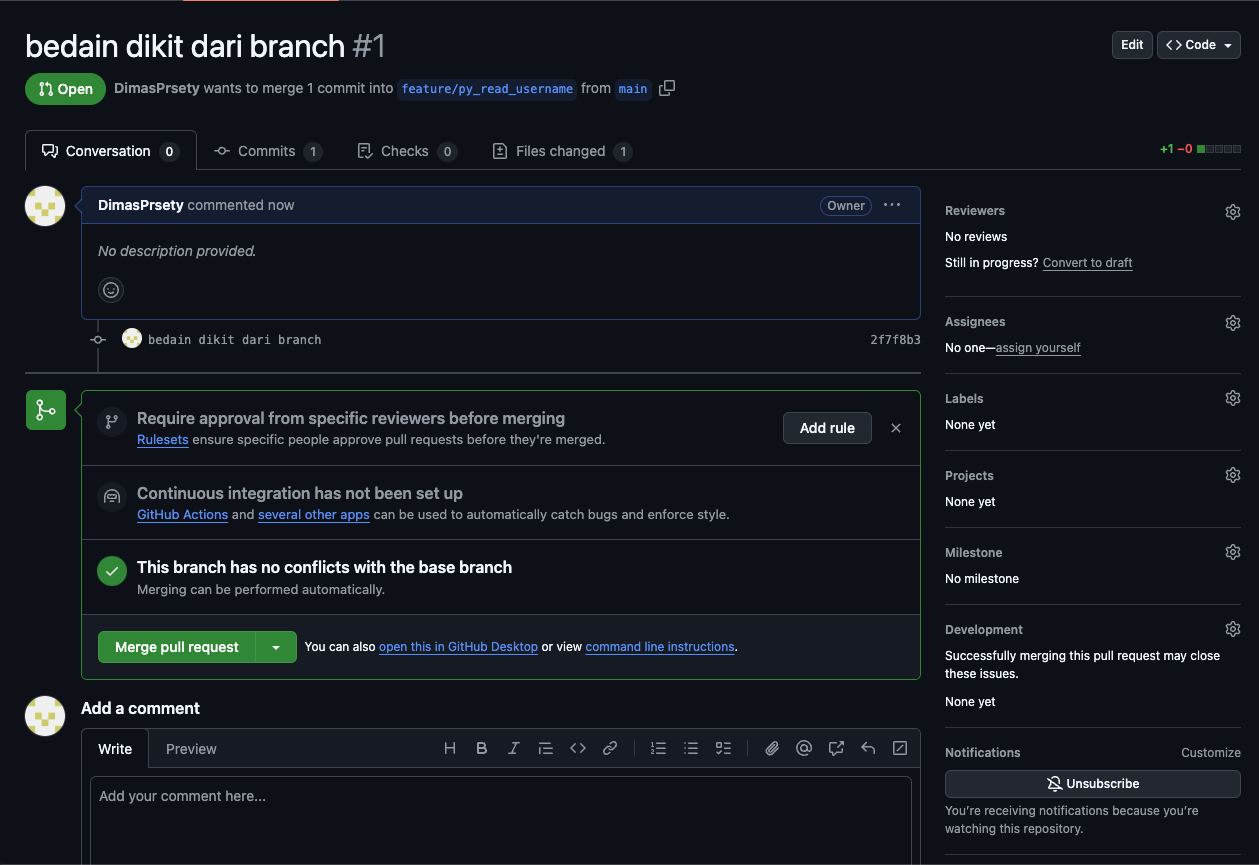 bedain dikit dari branch #1
Edit
<> Code
Open
DimasPrsety wants to merge 1 commit into feature/py_read_username from main
Conversation 0
Commits 1
Checks 0
Files changed 1
+1 −0
DimasPrsety commented now
Owner
No description provided.
bedain dikit dari branch
2f7f8b3
Require approval from specific reviewers before merging
Rulesets ensure specific people approve pull requests before they're merged.
Add rule
Continuous integration has not been set up
GitHub Actions and several other apps can be used to automatically catch bugs and enforce style.
This branch has no conflicts with the base branch
Merging can be performed automatically.
Merge pull request
You can also open this in GitHub Desktop or view command line instructions.
Add a comment
Write
Preview
Add your comment here...
Reviewers
No reviews
Still in progress? Convert to draft
Assignees
No one—assign yourself
Labels
None yet
Projects
None yet
Milestone
No milestone
Development
Successfully merging this pull request may close
these issues.
None yet
Notifications
Customize
Unsubscribe
You're receiving notifications because you're
watching this repository.